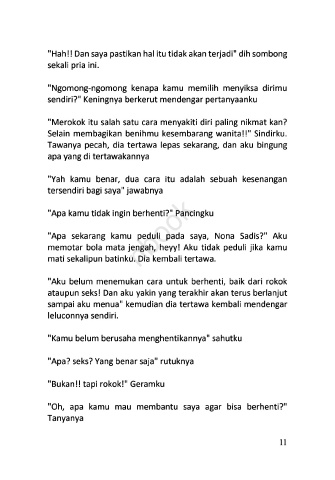 "Hah!! Dan saya pastikan hal itu tidak akan terjadi" dih sombong
sekali pria ini.
"Ngomong-ngomong kenapa kamu memilih menyiksa dirimu
sendiri?" Keningnya berkerut mendengar pertanyaanku
"Merokok itu salah satu cara menyakiti diri paling nikmat kan?
Selain membagikan benihmu kesembarang wanita!!" Sindirku.
Tawanya pecah, dia tertawa lepas sekarang, dan aku bingung
apa yang di tertawakannya
"Yah kamu benar, dua cara itu adalah sebuah kesenangan
tersendiri bagi saya" jawabnya
"Apa kamu tidak ingin berhenti?" Pancingku
"Apa sekarang kamu peduli pada saya, Nona Sadis?" Aku
memotar bola mata jengah, heyy! Aku tidak peduli jika kamu
mati sekalipun batinku. Dia kembali tertawa.
"Aku belum menemukan cara untuk berhenti, baik dari rokok
ataupun seks! Dan aku yakin yang terakhir akan terus berlanjut
sampai aku menua" kemudian dia tertawa kembali mendengar
leluconnya sendiri.
"Kamu belum berusaha menghentikannya" sahutku
"Apa? seks? Yang benar saja" rutuknya
"Bukan!! tapi rokok!" Geramku
"Oh, apa kamu mau membantu saya agar bisa berhenti?"
Tanyanya
11